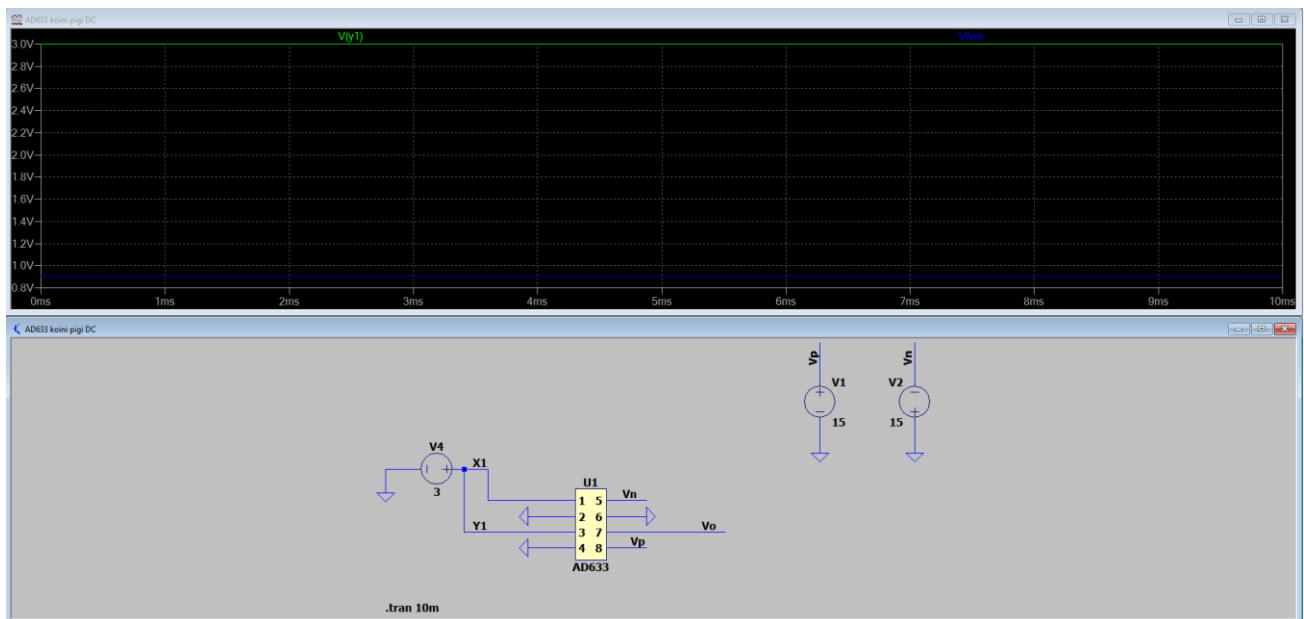 AD633 koini pigi DC
V(y1) V(vo)
3.0V
2.8V
2.6V
2.4V
2.2V
2.0V
1.8V
1.6V
1.4V
1.2V
1.0V
0.8V
0ms 1ms 2ms 3ms 4ms 5ms 6ms 7ms 8ms 9ms 10ms
AD633 koini pigi DC
Vp Vn
V1 V2
15 15
V4
X1
3
U1
1 5 Vn
2 6
Y1 3 7 Vo
4 8 Vp
AD633
.tran 10m